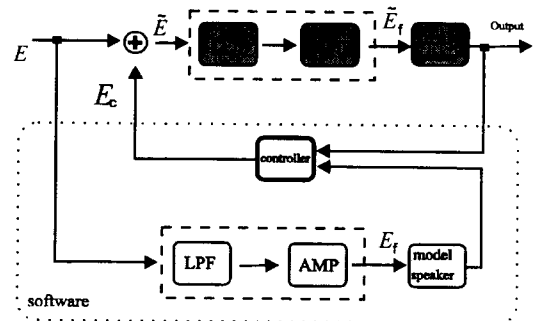 Output
E
Ẽ
Ẽf
Ec
controller
LPF
AMP
Ef
model
speaker
software